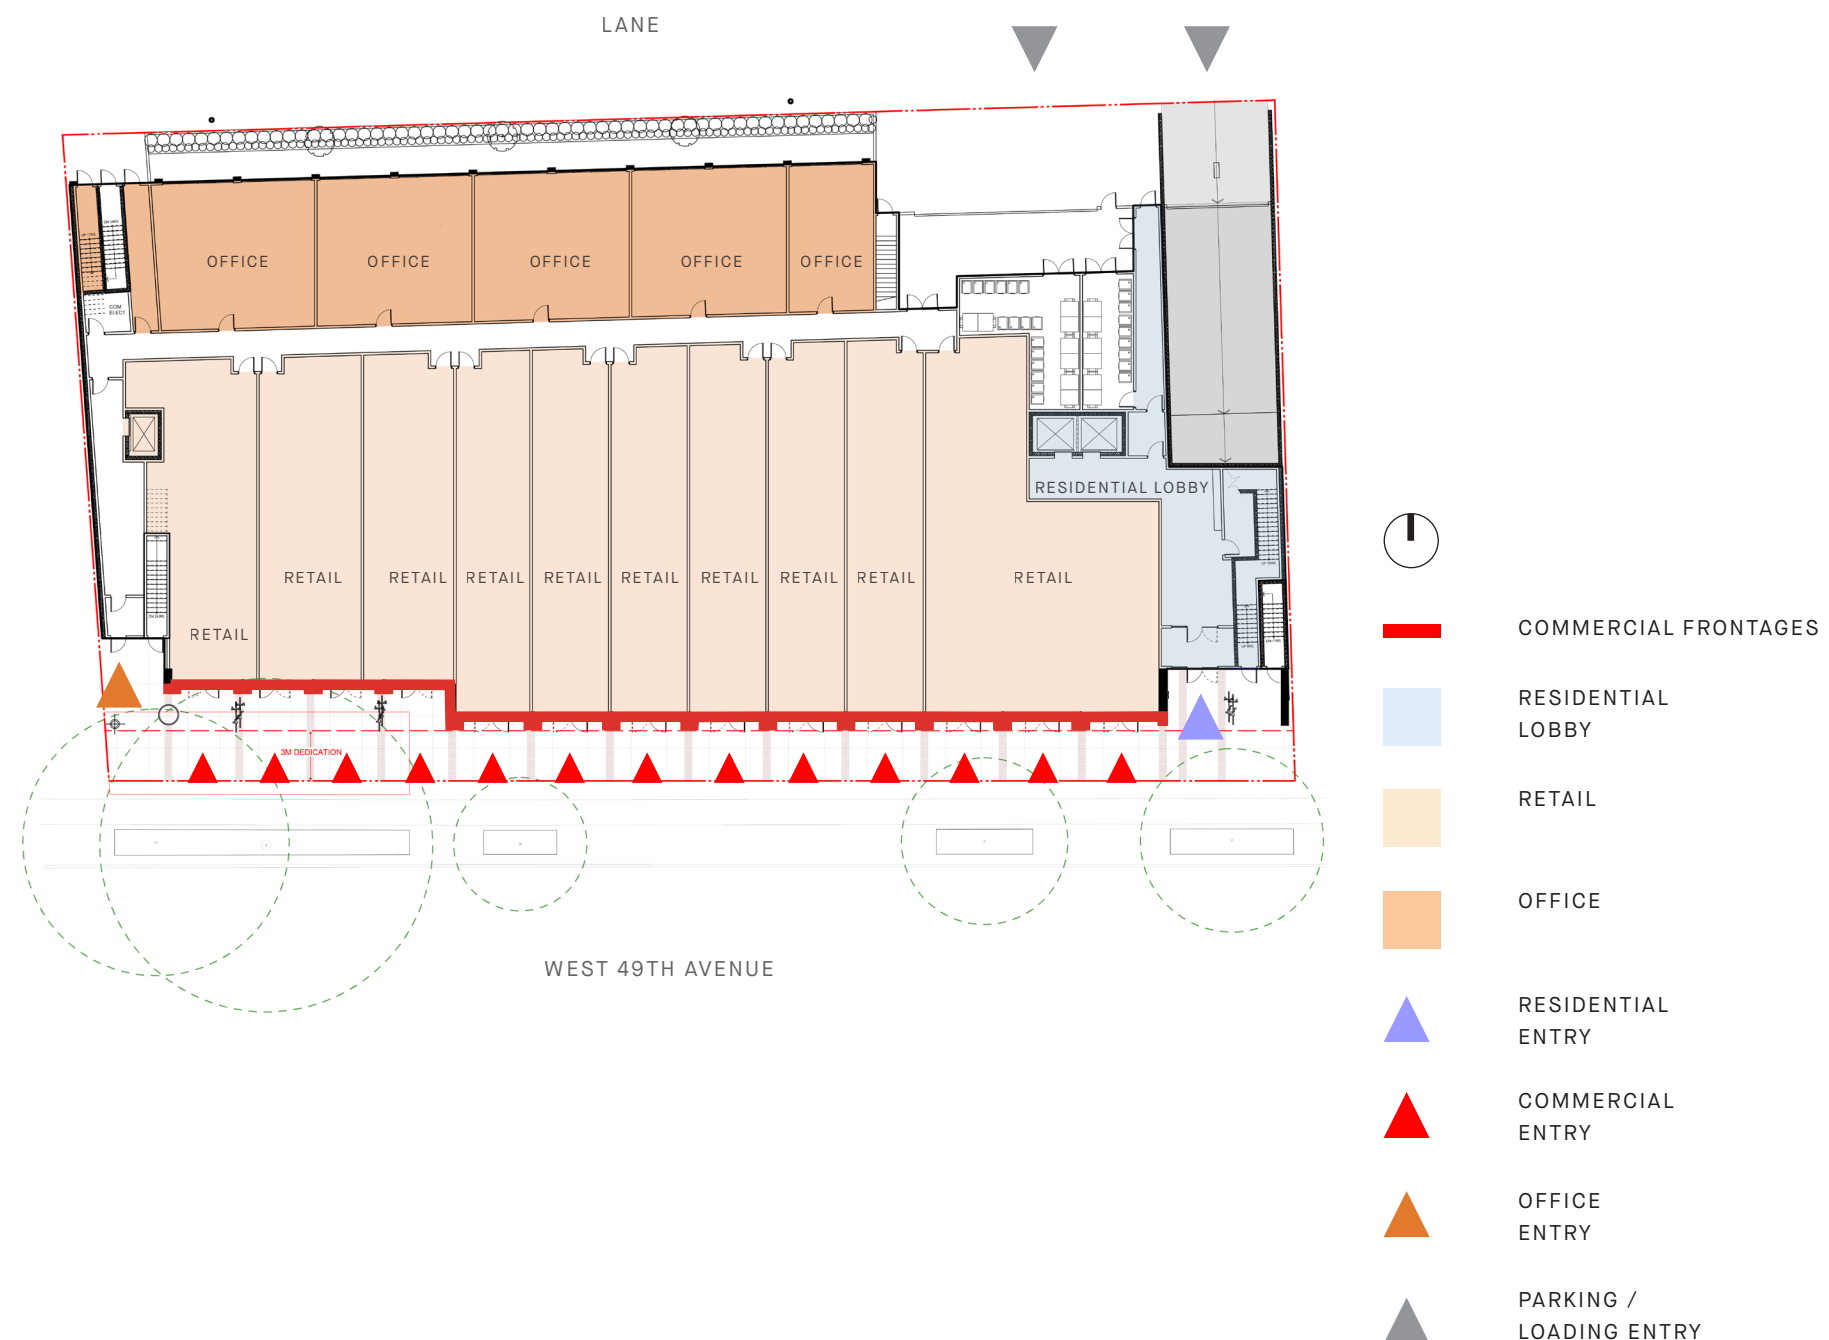 LANE
OFFICE
OFFICE
OFFICE
OFFICE
OFFICE
COM.
ELECT.
RESIDENTIAL LOBBY
RETAIL
RETAIL
RETAIL
RETAIL
RETAIL
RETAIL
RETAIL
RETAIL
RETAIL
RETAIL
3M DEDICATION
WEST 49TH AVENUE
COMMERCIAL FRONTAGES
RESIDENTIAL
LOBBY
RETAIL
OFFICE
RESIDENTIAL
ENTRY
COMMERCIAL
ENTRY
OFFICE
ENTRY
PARKING /
LOADING ENTRY